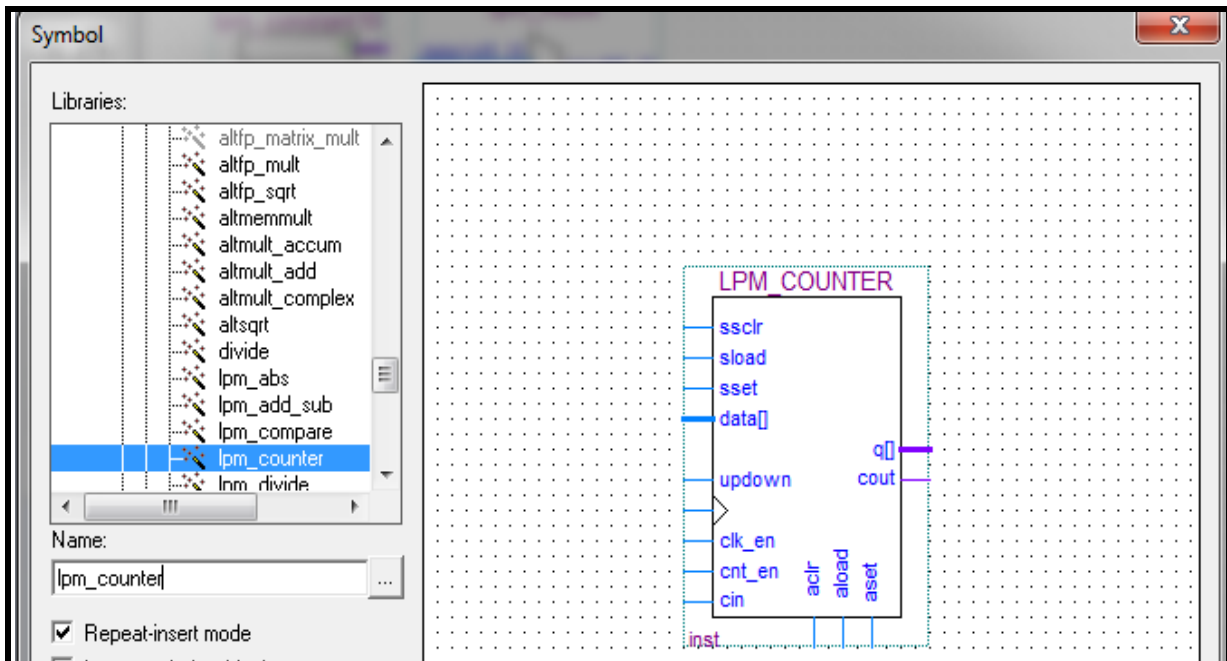 Symbol
X
Libraries:
altfp_matrix_mult
altfp_mult
altfp_sqrt
altmemmult
altmult_accum
altmult_add
altmult_complex
altsqrt
divide
lpm_abs
lpm_add_sub
lpm_compare
lpm_counter
lpm_divide
Name:
lpm_counter
...
Repeat-insert mode
LPM_COUNTER
ssclr
sload
sset
data[]
q[]
updown
cout
clk_en
cnt_en
cin
aclr
aload
aset
inst